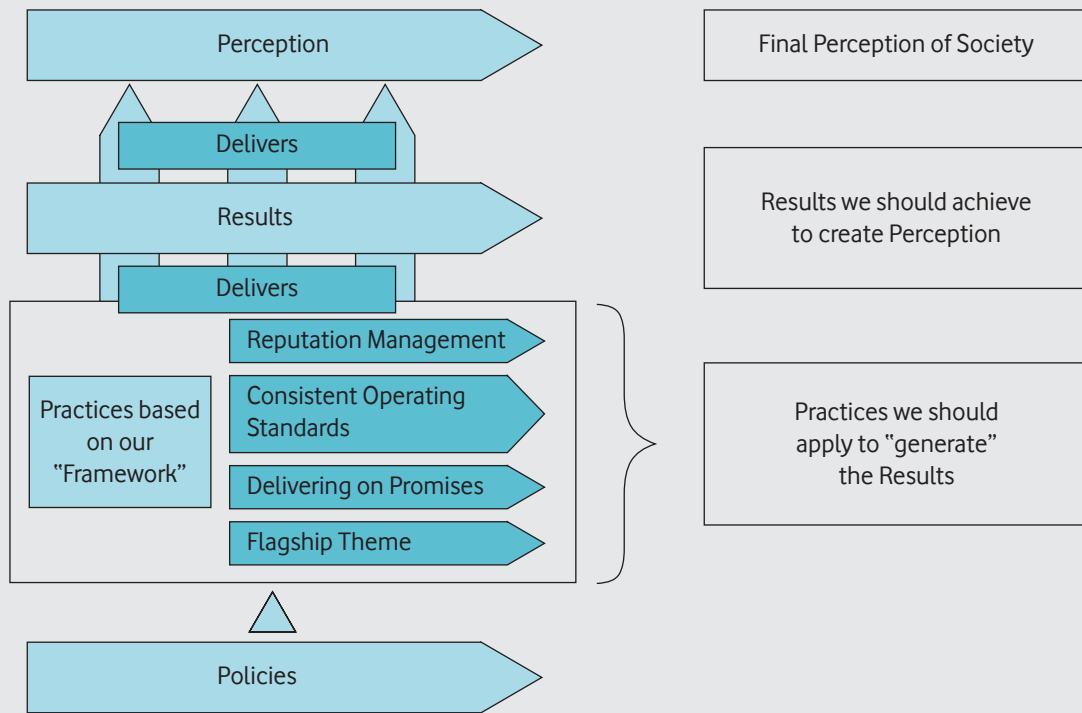 Perception
Final Perception of Society
Delivers
Results
Results we should achieve
to create Perception
Delivers
Practices based
on our
"Framework"
Reputation Management
Consistent Operating
Standards
Delivering on Promises
Flagship Theme
Practices we should
apply to "generate"
the Results
Policies